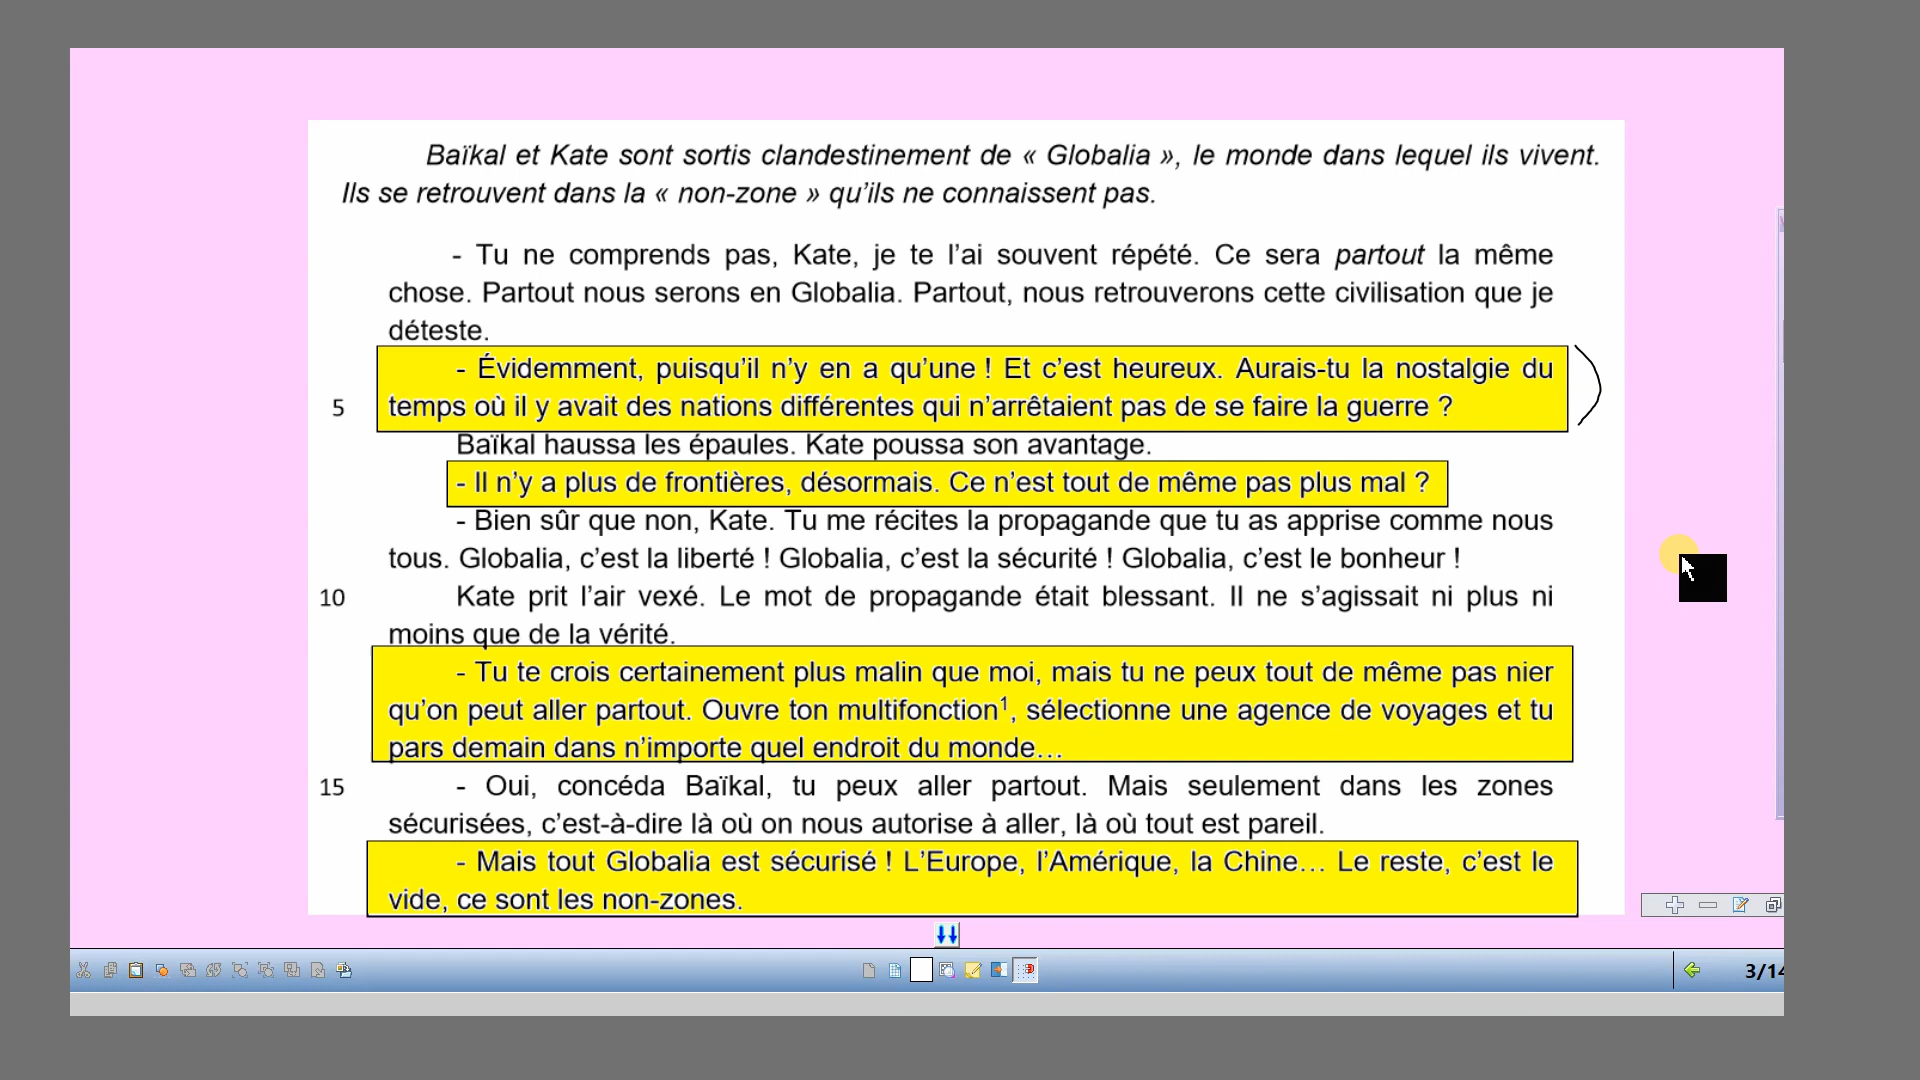 Baïkal et Kate sont sortis clandestinement de « Globalia », le monde dans lequel ils vivent.
Ils se retrouvent dans la « non-zone » qu’ils ne connaissent pas.
- Tu ne comprends pas, Kate, je te l’ai souvent répété. Ce sera partout la même
chose. Partout nous serons en Globalia. Partout, nous retrouverons cette civilisation que je
déteste.
- Évidemment, puisqu’il n’y en a qu’une ! Et c’est heureux. Aurais-tu la nostalgie du
5 temps où il y avait des nations différentes qui n’arrêtaient pas de se faire la guerre ?
Baïkal haussa les épaules. Kate poussa son avantage.
- Il n’y a plus de frontières, désormais. Ce n’est tout de même pas plus mal ?
- Bien sûr que non, Kate. Tu me récites la propagande que tu as apprise comme nous
tous. Globalia, c’est la liberté ! Globalia, c’est la sécurité ! Globalia, c’est le bonheur !
10 Kate prit l’air vexé. Le mot de propagande était blessant. Il ne s’agissait ni plus ni
moins que de la vérité.
- Tu te crois certainement plus malin que moi, mais tu ne peux tout de même pas nier
qu’on peut aller partout. Ouvre ton multifonction¹, sélectionne une agence de voyages et tu
pars demain dans n’importe quel endroit du monde…
15 - Oui, concéda Baïkal, tu peux aller partout. Mais seulement dans les zones
sécurisées, c’est-à-dire là où on nous autorise à aller, là où tout est pareil.
- Mais tout Globalia est sécurisé ! L’Europe, l’Amérique, la Chine… Le reste, c’est le
vide, ce sont les non-zones.
3/14